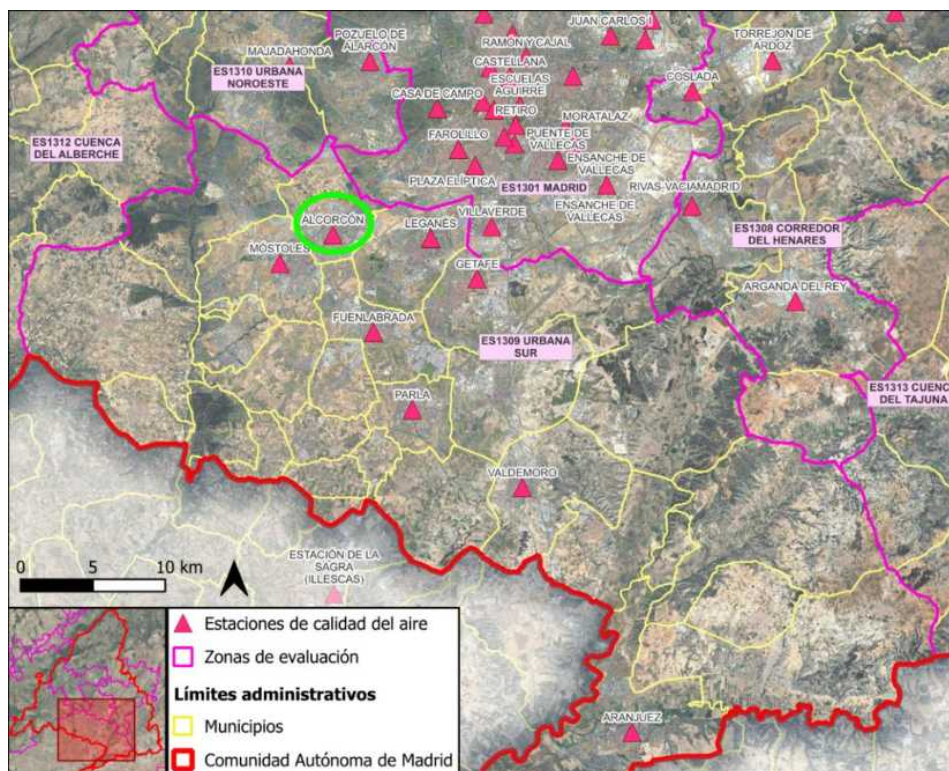 JUAN CARLOS I
POZUELO DE
ALARCÓN
RAMÓN Y CAJAL
TORREJÓN DE
ARDOZ
MAJADAHONDA
ES1310 URBANA
NOROESTE
CASTELLANA
ESCUELAS
AGUIRRE
COSLADA
CASA DE CAMPO
RETIRO
MORATALAZ
ES1312 CUENCA
DEL ALBERCHE
FAROLILLO
PUENTE DE
VALLECAS
ENSANCHE DE
VALLECAS
PLAZA ELÍPTICA
ES1301 MADRID
RIVAS-VACIAMADRID
ENSANCHE DE
VALLECAS
ALCORCÓN
LEGANÉS
VILLAVERDE
ES1308 CORREDOR
DEL HENARES
MÓSTOLES
GETAFE
ARGANDA DEL REY
FUENLABRADA
ES1309 URBANA
SUR
ES1313 CUENC
DEL TAJUÑA
PARLA
VALDEMORO
ESTACIÓN DE LA
SAGRA
(ILLESCAS)
0 5 10 km
Estaciones de calidad del aire
Zonas de evaluación
Límites administrativos
Municipios
Comunidad Autónoma de Madrid
ARANJUEZ